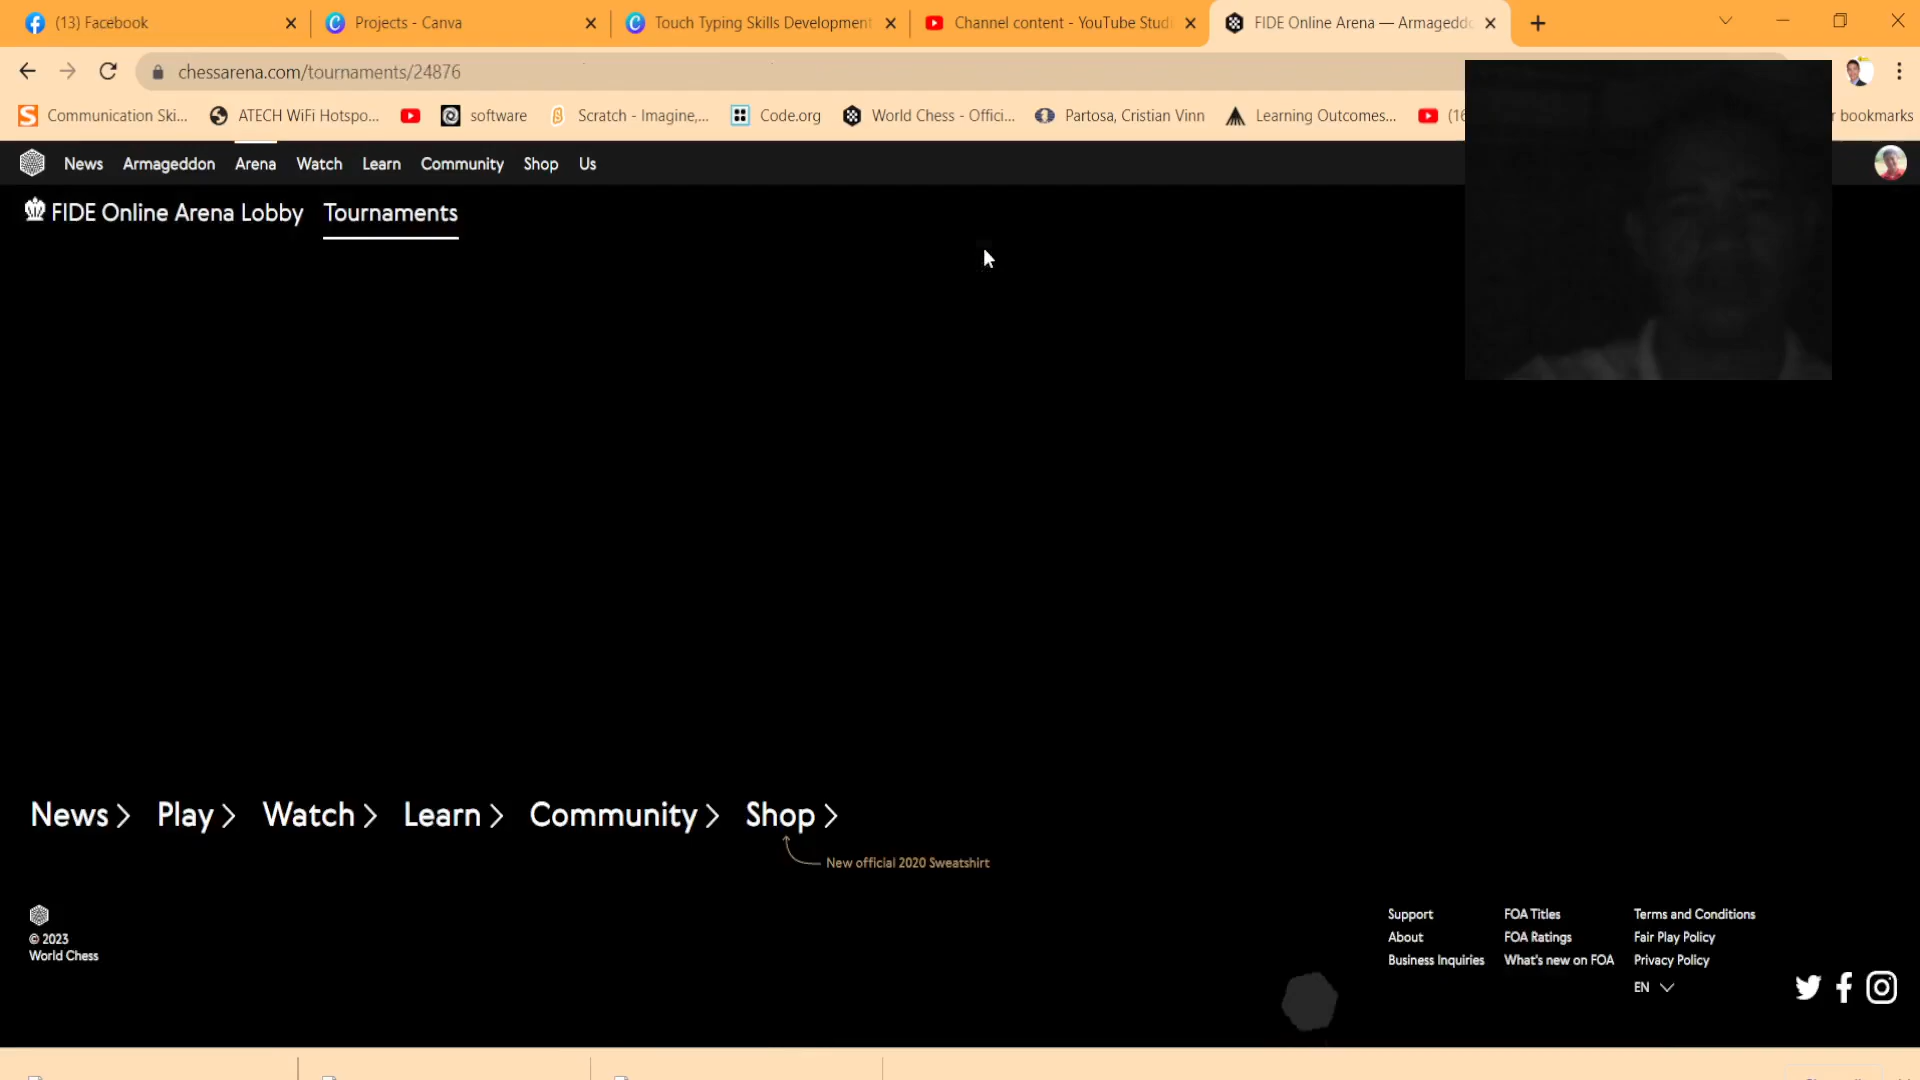 (13) Facebook
Projects - Canva
Touch Typing Skills Development
Channel content - YouTube Studi
FIDE Online Arena — Armageddo
chessarena.com/tournaments/24876
Communication Ski...
ATECH WiFi Hotspo...
software
Scratch - Imagine,...
Code.org
World Chess - Offici...
Partosa, Cristian Vinn
Learning Outcomes...
(16
r bookmarks
News
Armageddon
Arena
Watch
Learn
Community
Shop
Us
FIDE Online Arena Lobby
Tournaments
News
Play
Watch
Learn
Community
Shop
New official 2020 Sweatshirt
© 2023
World Chess
Support
About
Business Inquiries
FOA Titles
FOA Ratings
What's new on FOA
Terms and Conditions
Fair Play Policy
Privacy Policy
EN